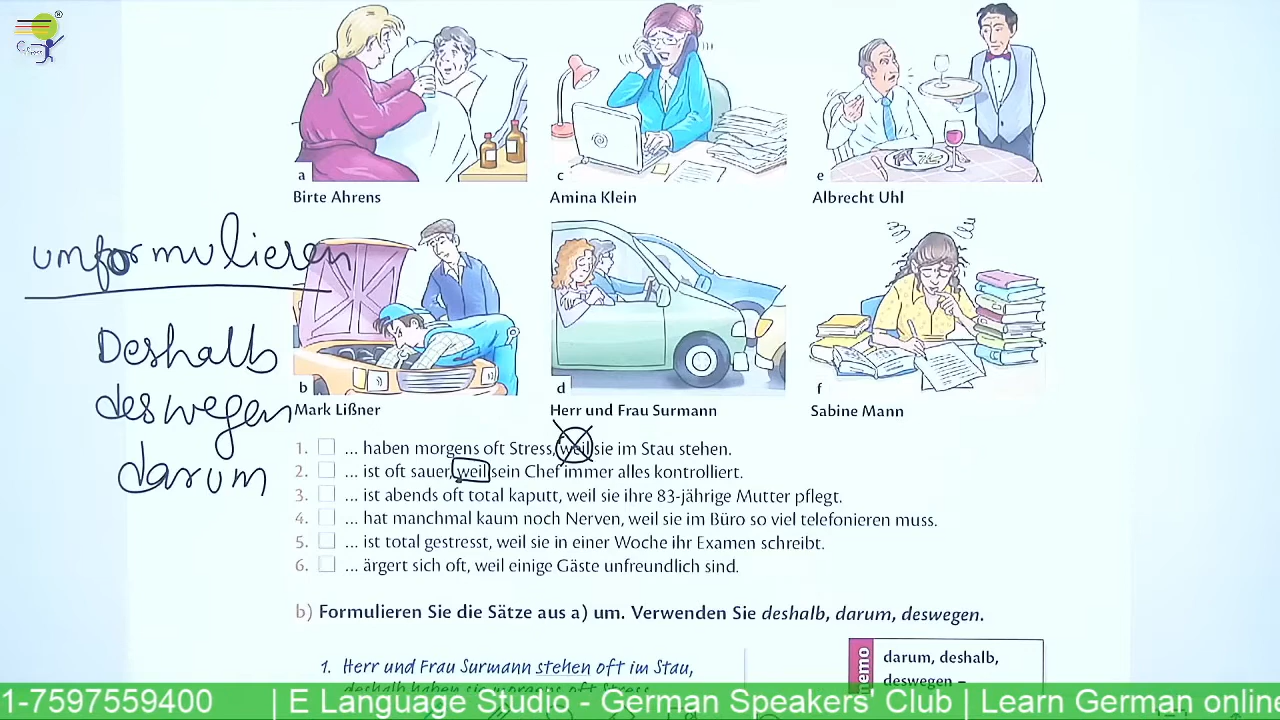 a
Birte Ahrens
c
Amina Klein
e
Albrecht Uhl
umformulieren
Deshalb
deswegen
darum
b
Mark Lißner
d
Herr und Frau Surmann
f
Sabine Mann
1. ... haben morgens oft Stress, weil sie im Stau stehen.
2. ... ist oft sauer, weil sein Chef immer alles kontrolliert.
3. ... ist abends oft total kaputt, weil sie ihre 83-jährige Mutter pflegt.
4. ... hat manchmal kaum noch Nerven, weil sie im Büro so viel telefonieren muss.
5. ... ist total gestresst, weil sie in einer Woche ihr Examen schreibt.
6. ... ärgert sich oft, weil einige Gäste unfreundlich sind.
b) Formulieren Sie die Sätze aus a) um. Verwenden Sie deshalb, darum, deswegen.
1. Herr und Frau Surmann stehen oft im Stau,
deshalb haben sie morgens oft Stress
memo
darum, deshalb,
deswegen –
1-7597559400 | E Language Studio - German Speakers' Club | Learn German online